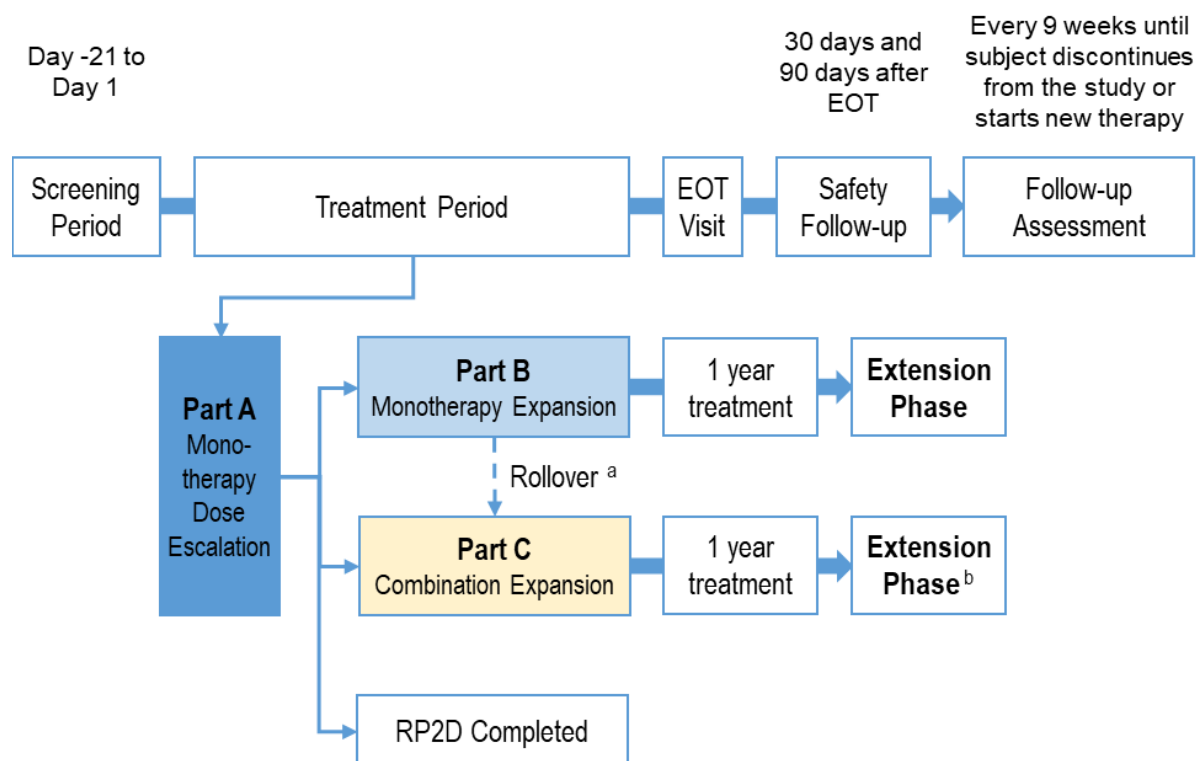 Day -21 to
Day 1
30 days and
90 days after
EOT
Every 9 weeks until
subject discontinues
from the study or
starts new therapy
Screening
Period
Treatment Period
EOT
Visit
Safety
Follow-up
Follow-up
Assessment
Part A
Mono-
therapy
Dose
Escalation
Part B
Monotherapy Expansion
1 year
treatment
Extension
Phase
Rollover a
Part C
Combination Expansion
1 year
treatment
Extension
Phase b
RP2D Completed